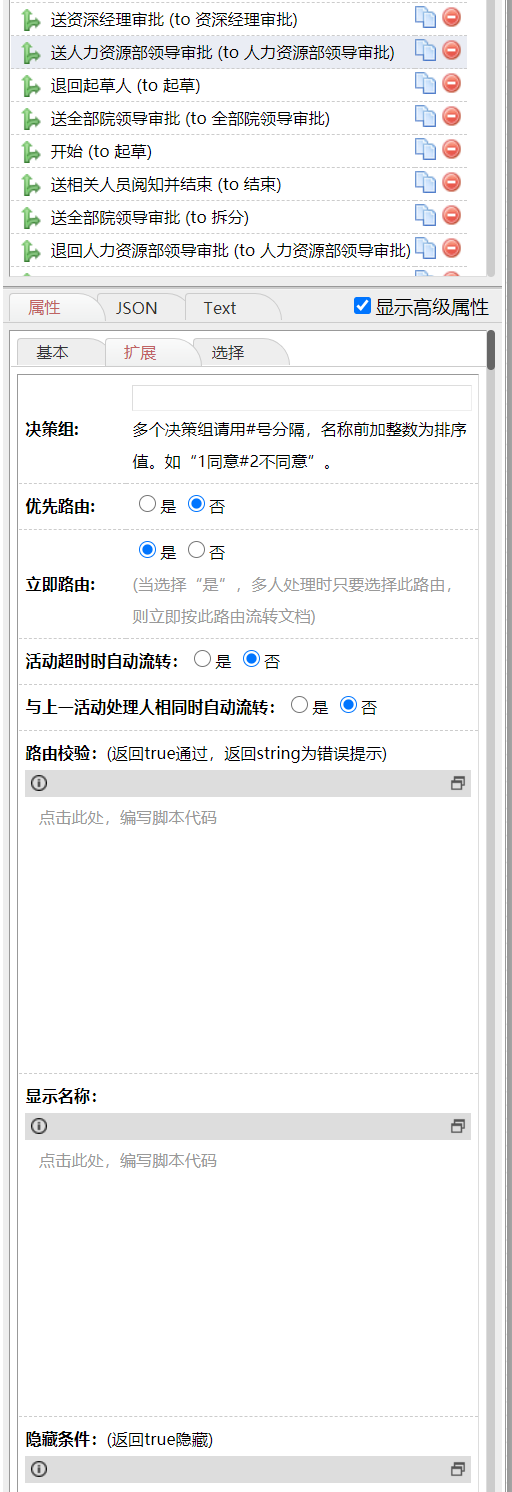 送资深经理审批 (to 资深经理审批)
送人力资源部领导审批 (to 人力资源部领导审批)
退回起草人 (to 起草)
送全部院领导审批 (to 全部院领导审批)
开始 (to 起草)
送相关人员阅知并结束 (to 结束)
送全部院领导审批 (to 拆分)
退回人力资源部领导审批 (to 人力资源部领导审批)
属性 JSON Text 显示高级属性
基本 扩展 选择
决策组:
多个决策组请用#号分隔，名称前加整数为排序
值。如“1同意#2不同意”。
优先路由: 是 否
是 否
立即路由:
(当选择“是”，多人处理时只要选择此路由，
则立即按此路由流转文档)
活动超时时自动流转: 是 否
与上一活动处理人相同时自动流转: 是 否
路由校验: (返回true通过，返回string为错误提示)
点击此处，编写脚本代码
显示名称:
点击此处，编写脚本代码
隐藏条件: (返回true隐藏)